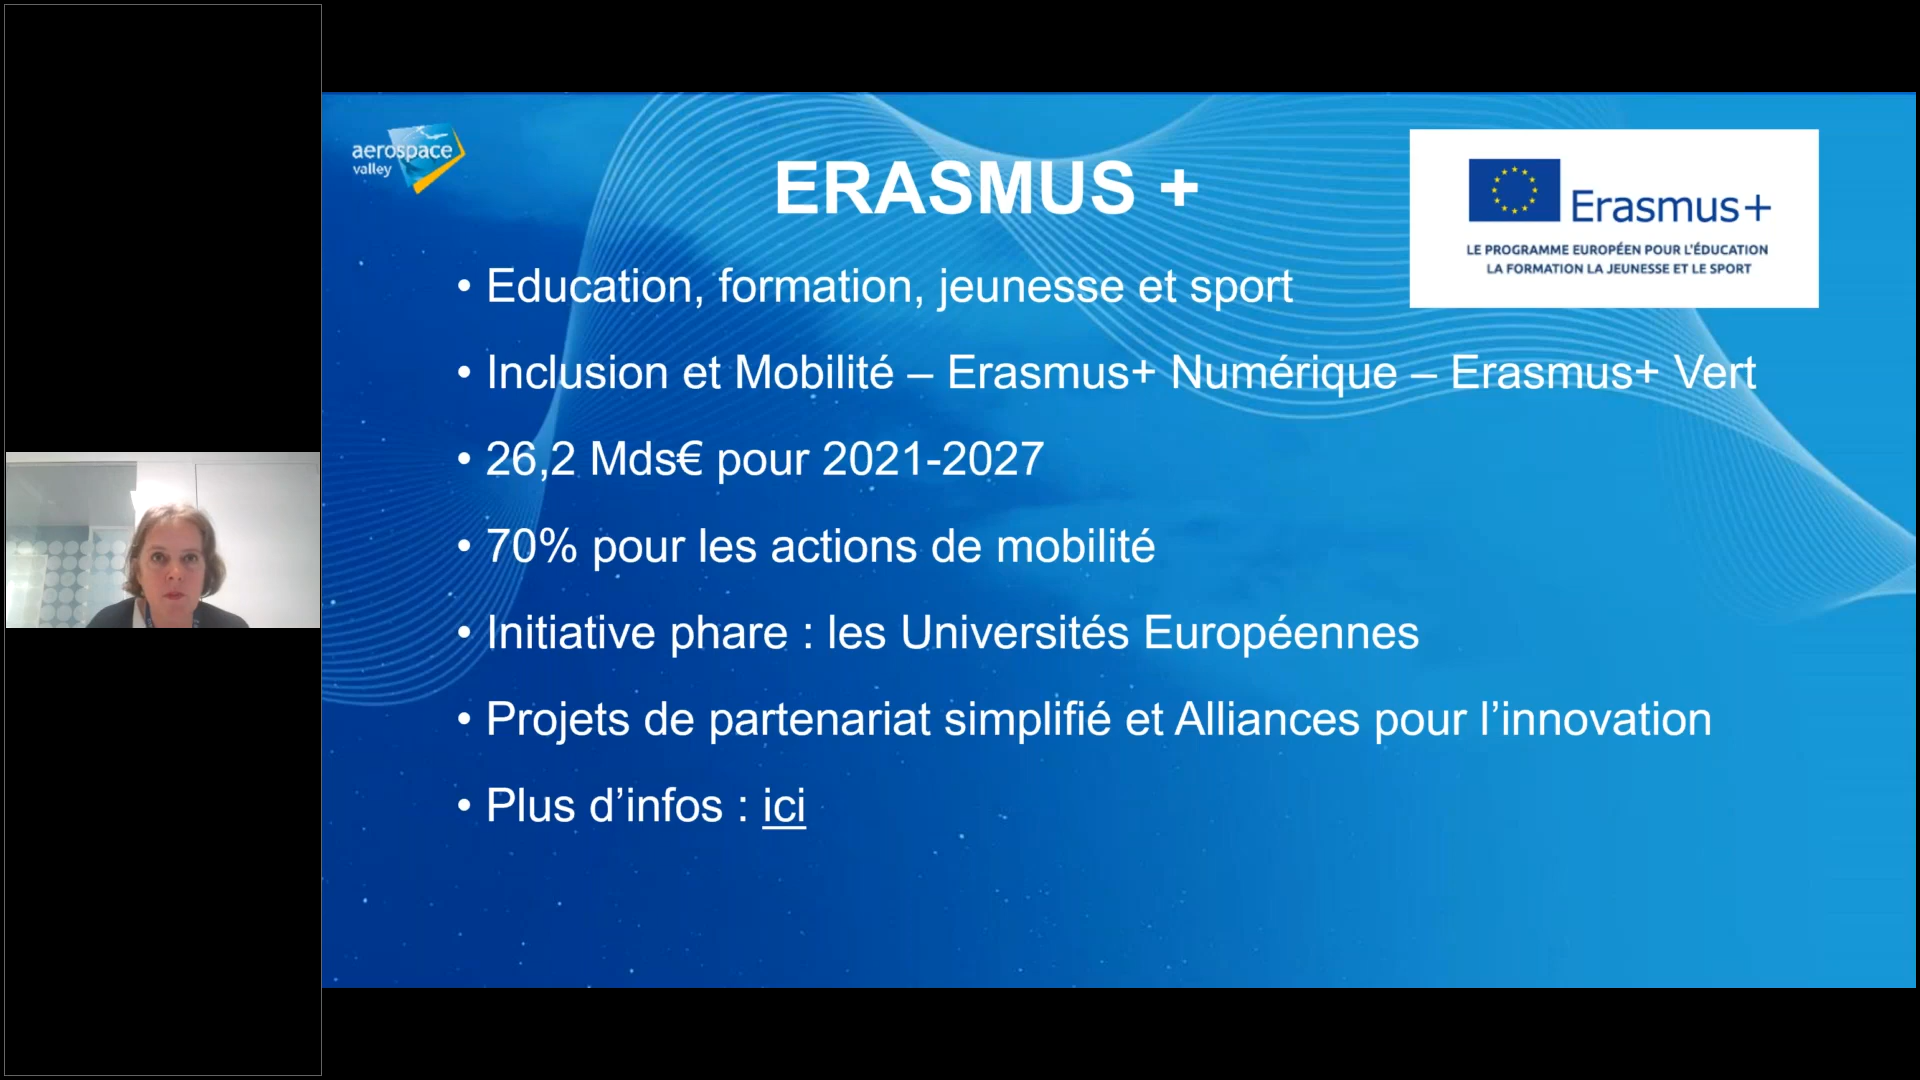 aerospace
valley
ERASMUS +
Erasmus+
LE PROGRAMME EUROPÉEN POUR L'ÉDUCATION
LA FORMATION LA JEUNESSE ET LE SPORT
• Education, formation, jeunesse et sport
• Inclusion et Mobilité – Erasmus+ Numérique – Erasmus+ Vert
• 26,2 Mds€ pour 2021-2027
• 70% pour les actions de mobilité
• Initiative phare : les Universités Européennes
• Projets de partenariat simplifié et Alliances pour l’innovation
• Plus d’infos : ici